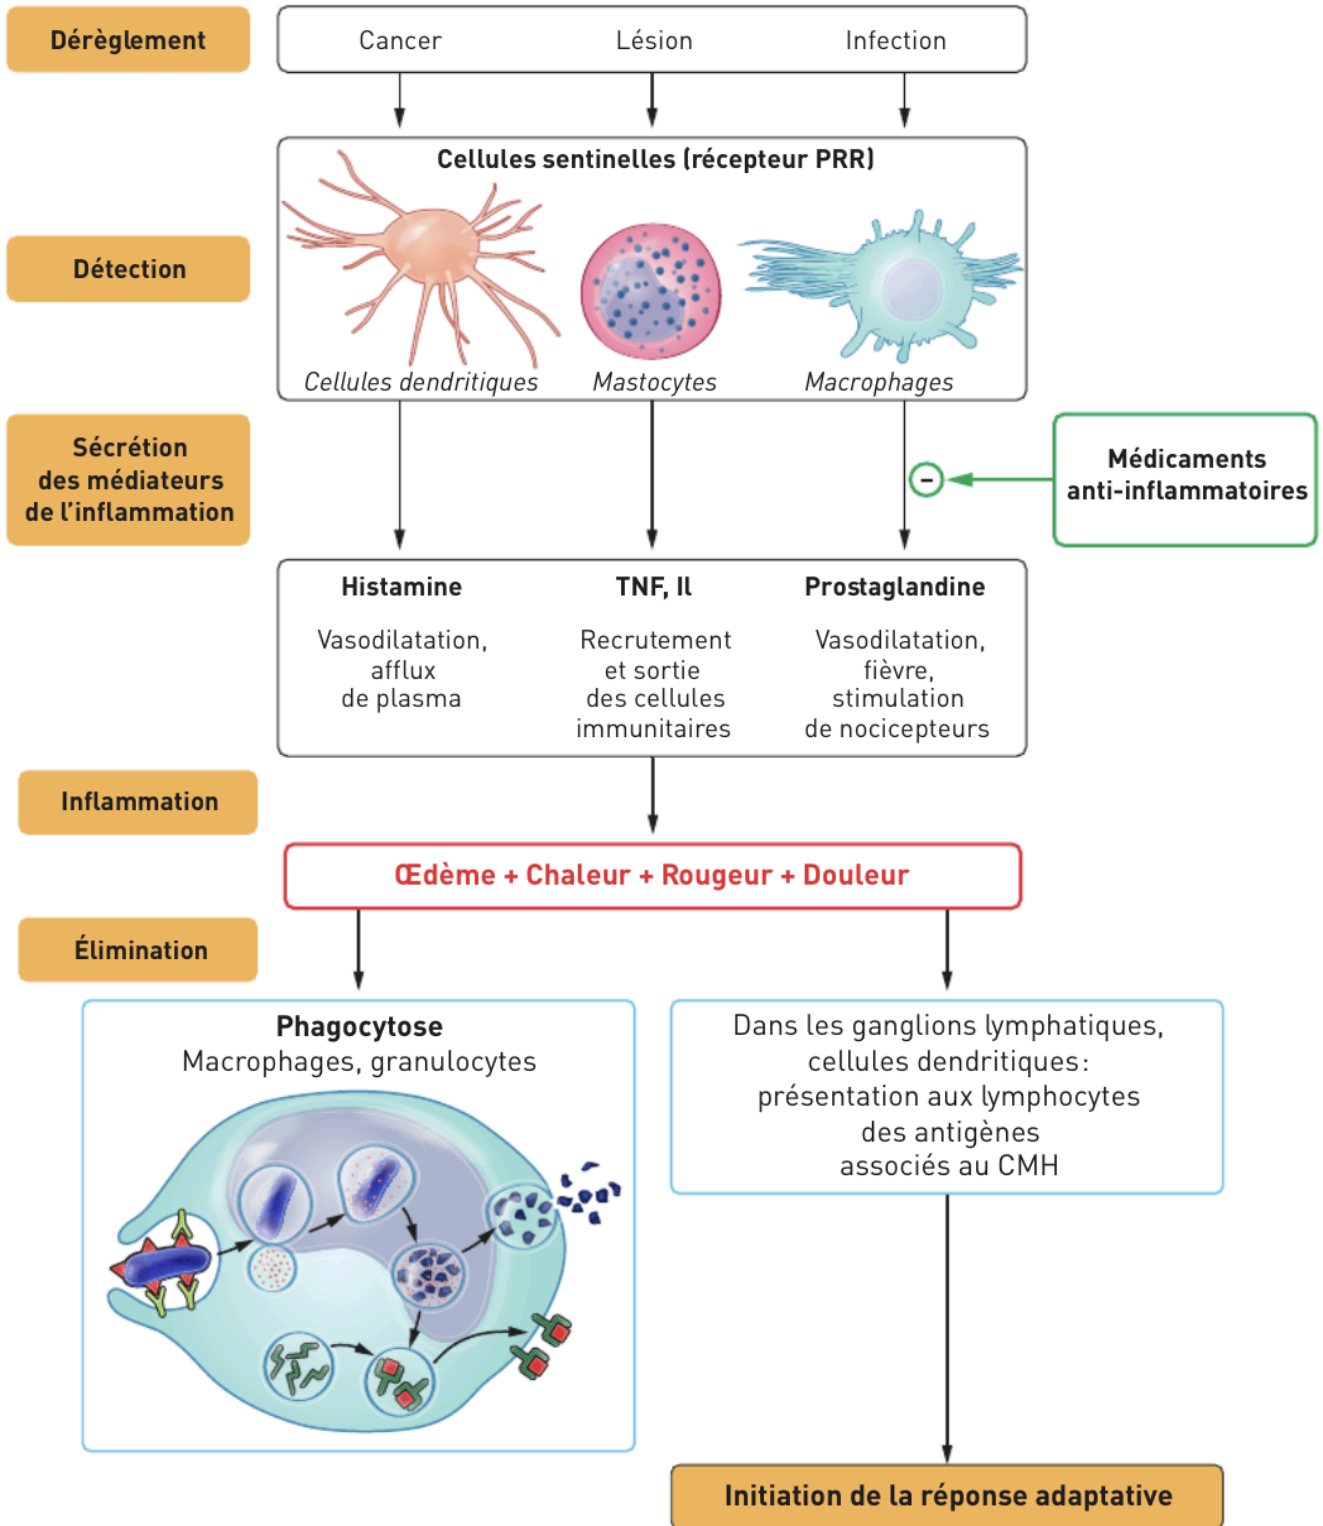 Dérèglement
Cancer
Lésion
Infection
Cellules sentinelles (récepteur PRR)
Détection
Cellules dendritiques
Mastocytes
Macrophages
Sécrétion
des médiateurs
de l'inflammation
Médicaments
anti-inflammatoires
−
Histamine
Vasodilatation,
afflux
de plasma
TNF, Il
Recrutement
et sortie
des cellules
immunitaires
Prostaglandine
Vasodilatation,
fièvre,
stimulation
de nocicepteurs
Inflammation
Œdème + Chaleur + Rougeur + Douleur
Élimination
Phagocytose
Macrophages, granulocytes
Dans les ganglions lymphatiques,
cellules dendritiques:
présentation aux lymphocytes
des antigènes
associés au CMH
Initiation de la réponse adaptative